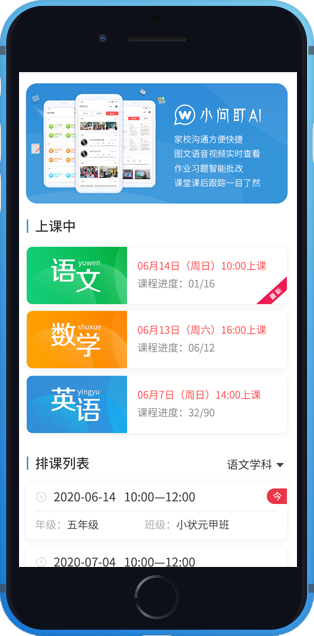 小问盯AI
家校沟通方便快捷
图文语音视频实时查看
作业习题智能批改
课堂课后跟踪一目了然
上课中
语文 yuwen
06月14日（周日）10:00上课
课程进度：01/16
最新
数学 shuxue
06月13日（周六）16:00上课
课程进度：06/12
英语 yingyu
06月7日（周日）14:00上课
课程进度：32/90
排课列表
语文学科
2020-06-14 10:00—12:00
今
年级：五年级 班级：小状元甲班
2020-07-04 10:00—12:00